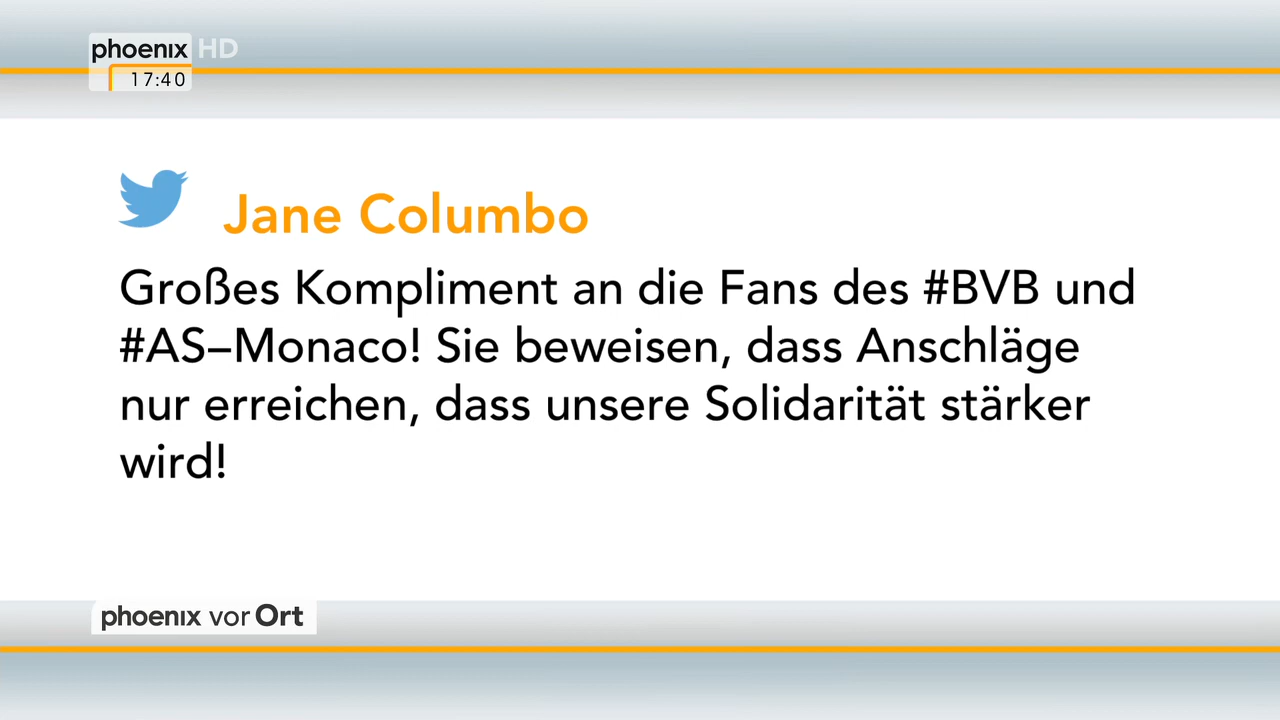 phoenix HD
17:40
Jane Columbo
Großes Kompliment an die Fans des #BVB und
#AS–Monaco! Sie beweisen, dass Anschläge
nur erreichen, dass unsere Solidarität stärker
wird!
phoenix vor Ort